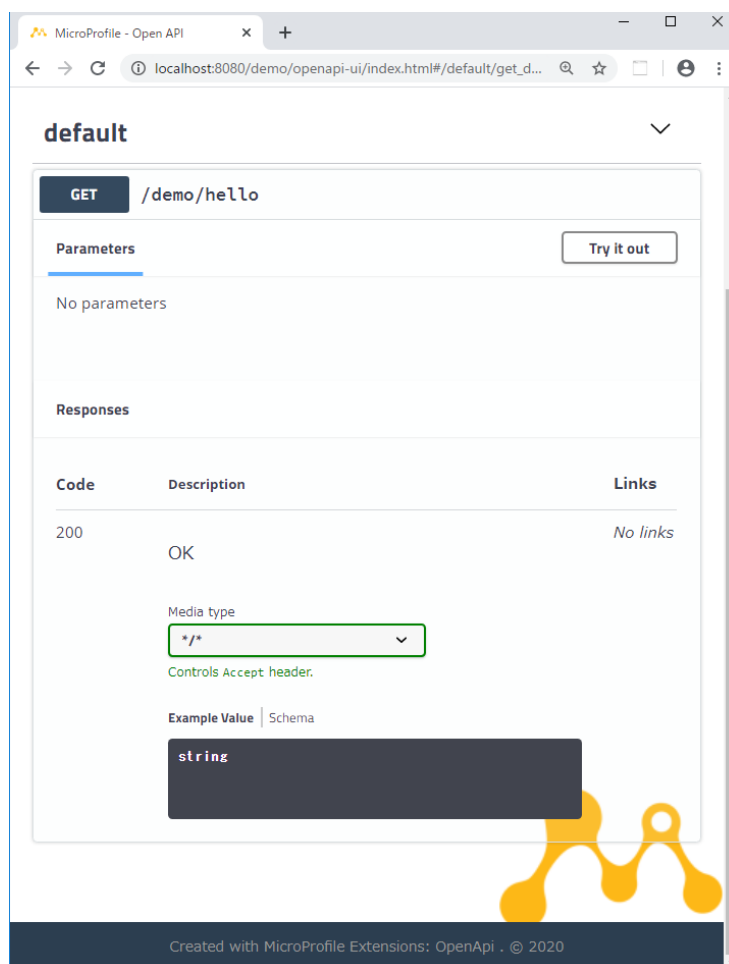 MicroProfile - Open API
localhost:8080/demo/openapi-ui/index.html#/default/get_d...
default
GET /demo/hello
Parameters
Try it out
No parameters
Responses
Code Description Links
200 No links
OK
Media type
*/*
Controls Accept header.
Example Value Schema
string
Created with MicroProfile Extensions: OpenApi . © 2020